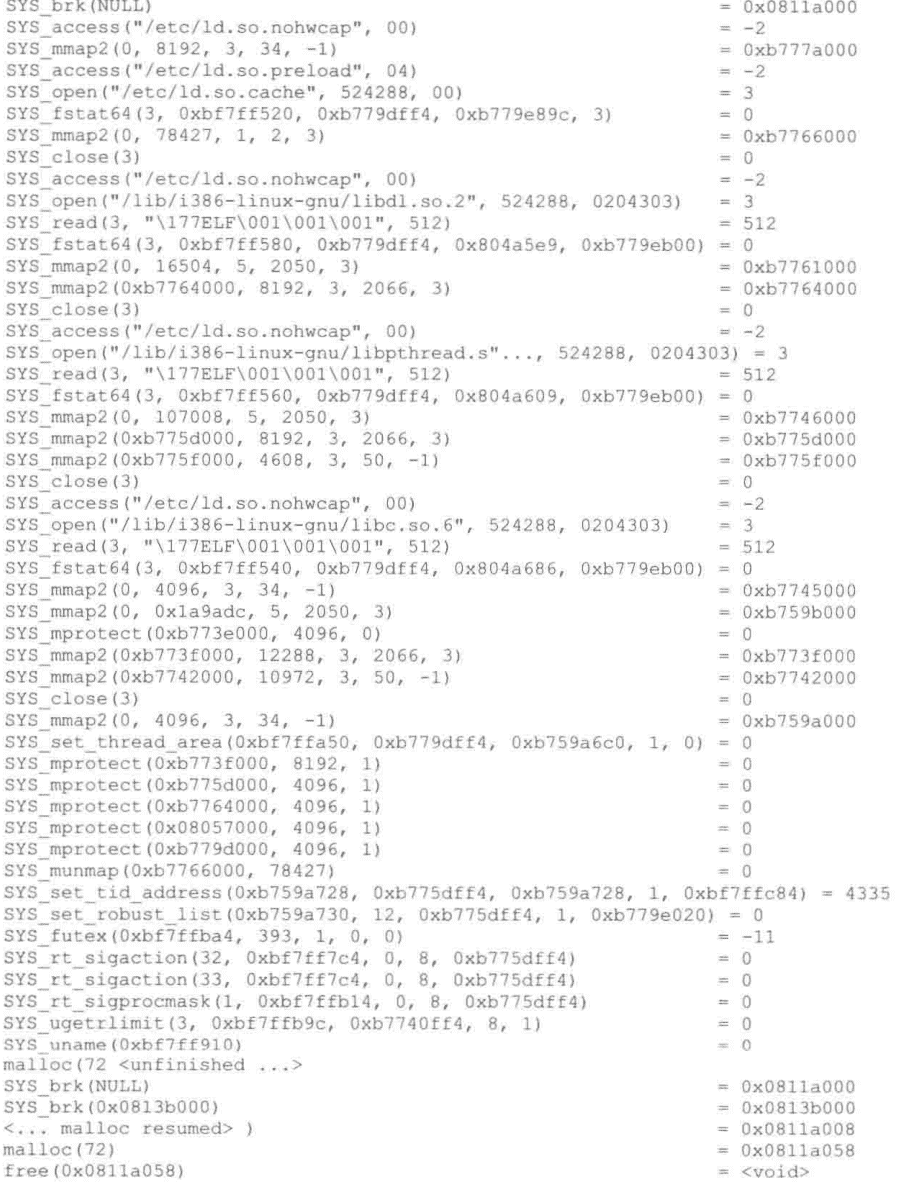 SYS_brk(NULL) = 0x0811a000
SYS_access("/etc/ld.so.nohwcap", 00) = -2
SYS_mmap2(0, 8192, 3, 34, -1) = 0xb777a000
SYS_access("/etc/ld.so.preload", 04) = -2
SYS_open("/etc/ld.so.cache", 524288, 00) = 3
SYS_fstat64(3, 0xbf7ff520, 0xb779dff4, 0xb779e89c, 3) = 0
SYS_mmap2(0, 78427, 1, 2, 3) = 0xb7766000
SYS_close(3) = 0
SYS_access("/etc/ld.so.nohwcap", 00) = -2
SYS_open("/lib/i386-linux-gnu/libdl.so.2", 524288, 0204303) = 3
SYS_read(3, "\177ELF\001\001\001", 512) = 512
SYS_fstat64(3, 0xbf7ff580, 0xb779dff4, 0x804a5e9, 0xb779eb00) = 0
SYS_mmap2(0, 16504, 5, 2050, 3) = 0xb7761000
SYS_mmap2(0xb7764000, 8192, 3, 2066, 3) = 0xb7764000
SYS_close(3) = 0
SYS_access("/etc/ld.so.nohwcap", 00) = -2
SYS_open("/lib/i386-linux-gnu/libpthread.s"..., 524288, 0204303) = 3
SYS_read(3, "\177ELF\001\001\001", 512) = 512
SYS_fstat64(3, 0xbf7ff560, 0xb779dff4, 0x804a609, 0xb779eb00) = 0
SYS_mmap2(0, 107008, 5, 2050, 3) = 0xb7746000
SYS_mmap2(0xb775d000, 8192, 3, 2066, 3) = 0xb775d000
SYS_mmap2(0xb775f000, 4608, 3, 50, -1) = 0xb775f000
SYS_close(3) = 0
SYS_access("/etc/ld.so.nohwcap", 00) = -2
SYS_open("/lib/i386-linux-gnu/libc.so.6", 524288, 0204303) = 3
SYS_read(3, "\177ELF\001\001\001", 512) = 512
SYS_fstat64(3, 0xbf7ff540, 0xb779dff4, 0x804a686, 0xb779eb00) = 0
SYS_mmap2(0, 4096, 3, 34, -1) = 0xb7745000
SYS_mmap2(0, 0x1a9adc, 5, 2050, 3) = 0xb759b000
SYS_mprotect(0xb773e000, 4096, 0) = 0
SYS_mmap2(0xb773f000, 12288, 3, 2066, 3) = 0xb773f000
SYS_mmap2(0xb7742000, 10972, 3, 50, -1) = 0xb7742000
SYS_close(3) = 0
SYS_mmap2(0, 4096, 3, 34, -1) = 0xb759a000
SYS_set_thread_area(0xbf7ffa50, 0xb779dff4, 0xb759a6c0, 1, 0) = 0
SYS_mprotect(0xb773f000, 8192, 1) = 0
SYS_mprotect(0xb775d000, 4096, 1) = 0
SYS_mprotect(0xb7764000, 4096, 1) = 0
SYS_mprotect(0x08057000, 4096, 1) = 0
SYS_mprotect(0xb779d000, 4096, 1) = 0
SYS_munmap(0xb7766000, 78427) = 0
SYS_set_tid_address(0xb759a728, 0xb775dff4, 0xb759a728, 1, 0xbf7ffc84) = 4335
SYS_set_robust_list(0xb759a730, 12, 0xb775dff4, 1, 0xb779e020) = 0
SYS_futex(0xbf7ffba4, 393, 1, 0, 0) = -11
SYS_rt_sigaction(32, 0xbf7ff7c4, 0, 8, 0xb775dff4) = 0
SYS_rt_sigaction(33, 0xbf7ff7c4, 0, 8, 0xb775dff4) = 0
SYS_rt_sigprocmask(1, 0xbf7ffb14, 0, 8, 0xb775dff4) = 0
SYS_ugetrlimit(3, 0xbf7ffb9c, 0xb7740ff4, 8, 1) = 0
SYS_uname(0xbf7ff910) = 0
malloc(72 <unfinished ...>
SYS_brk(NULL) = 0x0811a000
SYS_brk(0x0813b000) = 0x0813b000
<... malloc resumed> ) = 0x0811a008
malloc(72) = 0x0811a058
free(0x0811a058) = <void>